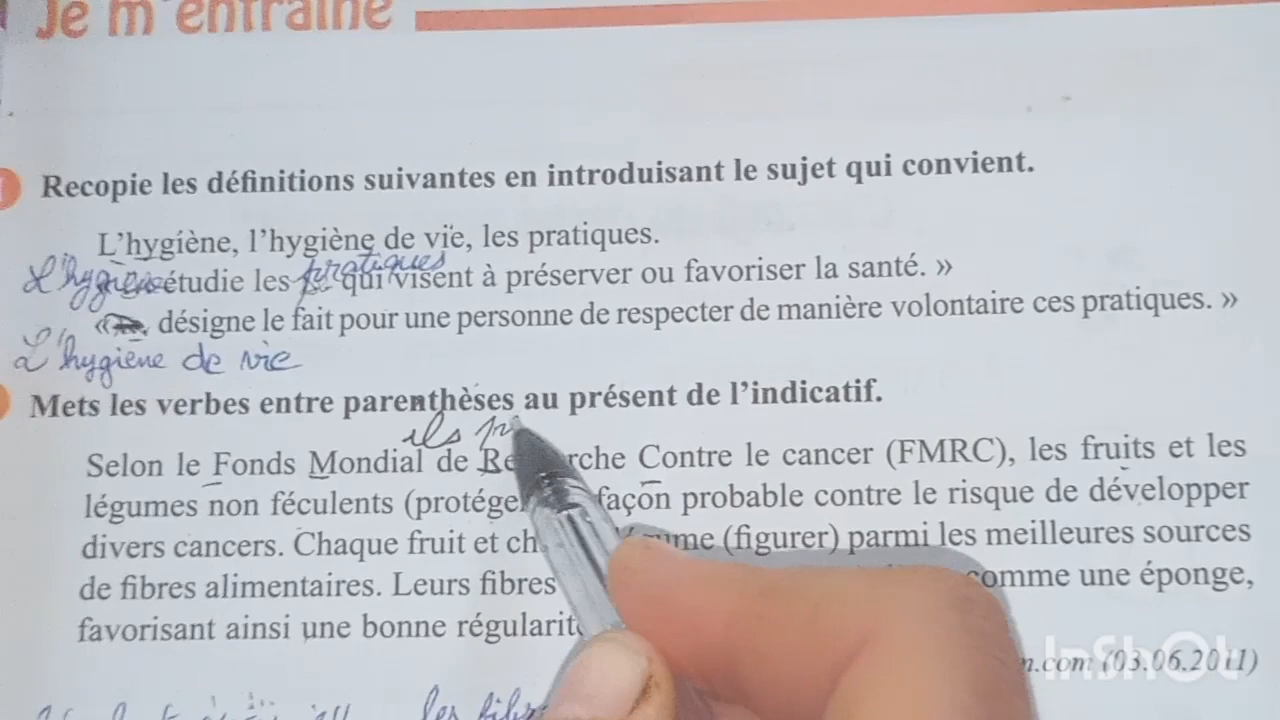 Je m'entraîne
Recopie les définitions suivantes en introduisant le sujet qui convient.
L'hygiène, l'hygiène de vie, les pratiques.
L'hygiène étudie les pratiques qui visent à préserver ou favoriser la santé. »
« désigne le fait pour une personne de respecter de manière volontaire ces pratiques. »
L'hygiène de vie
Mets les verbes entre parenthèses au présent de l'indicatif.
ils
Selon le Fonds Mondial de Contre le cancer (FMRC), les fruits et les
légumes non féculents façon probable contre le risque de développer
divers cancers. Chaque fruit et (figurer) parmi les meilleures sources
de fibres alimentaires. Leurs fibres comme une éponge,
favorisant ainsi une bonne
(03.06.2011)
InShOt
les